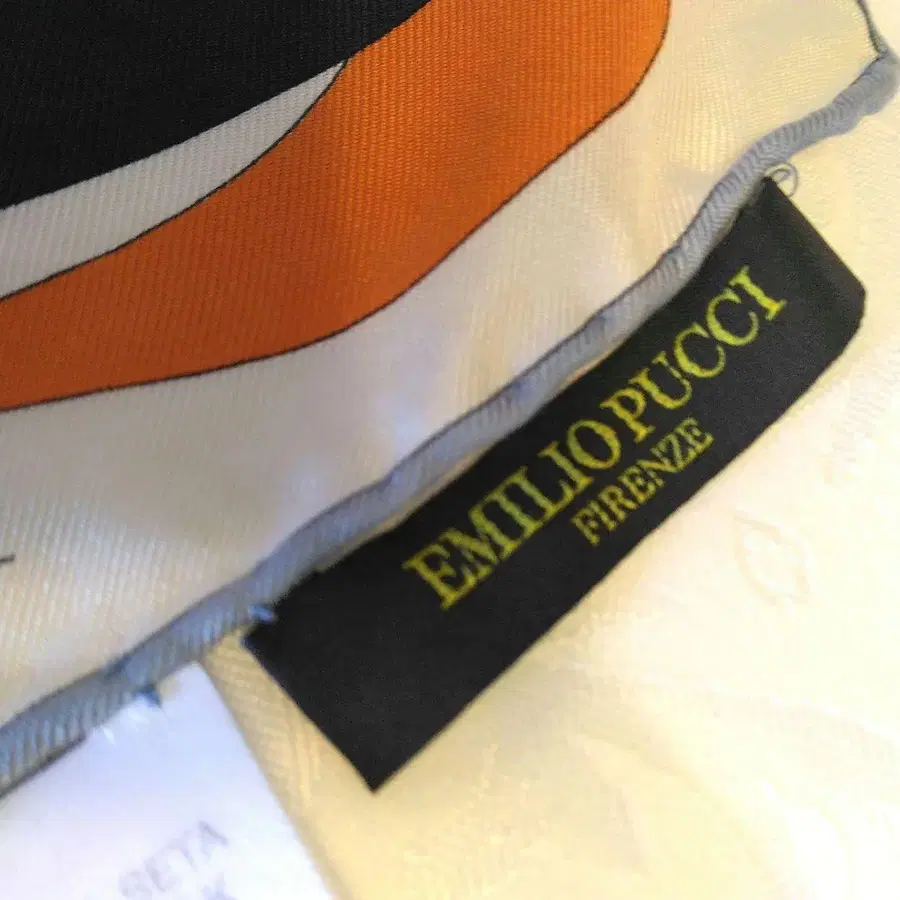 EMILIO PUCCI
FIRENZE
SETA